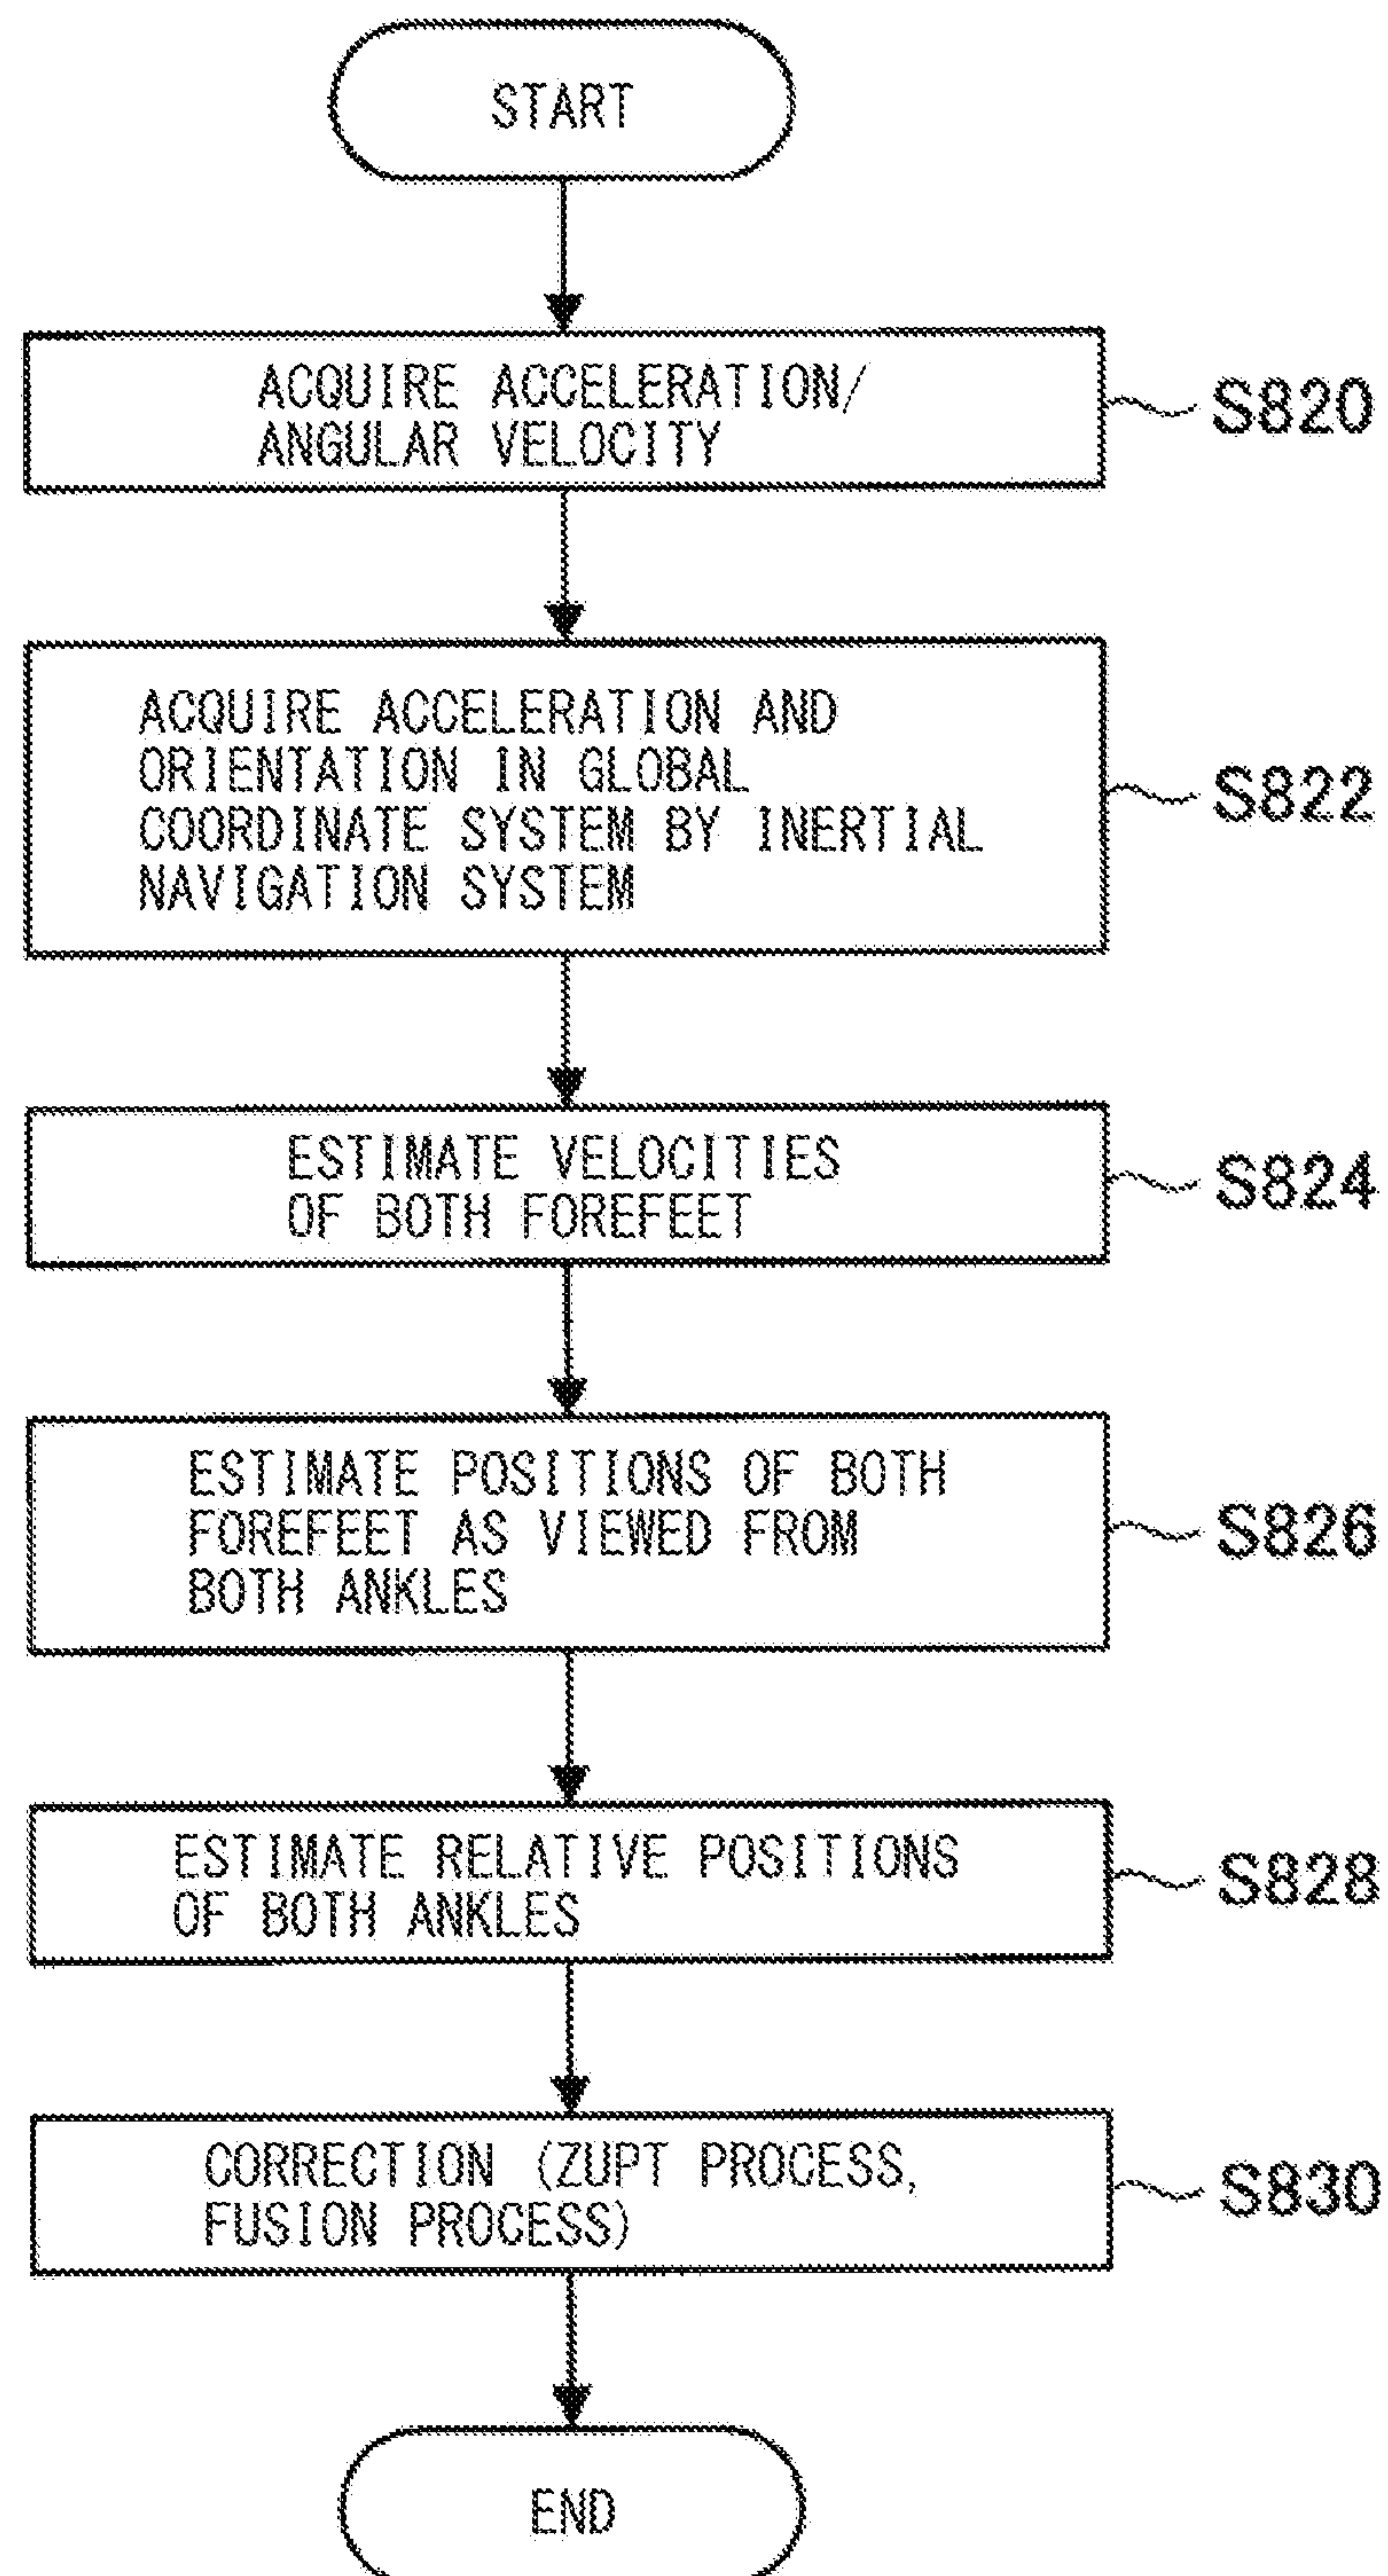 START
ACQUIRE ACCELERATION/
ANGULAR VELOCITY
S820
ACQUIRE ACCELERATION AND
ORIENTATION IN GLOBAL
COORDINATE SYSTEM BY INERTIAL
NAVIGATION SYSTEM
S822
ESTIMATE VELOCITIES
OF BOTH FOREFEET
S824
ESTIMATE POSITIONS OF BOTH
FOREFEET AS VIEWED FROM
BOTH ANKLES
S826
ESTIMATE RELATIVE POSITIONS
OF BOTH ANKLES
S828
CORRECTION (ZUPT PROCESS,
FUSION PROCESS)
S830
END